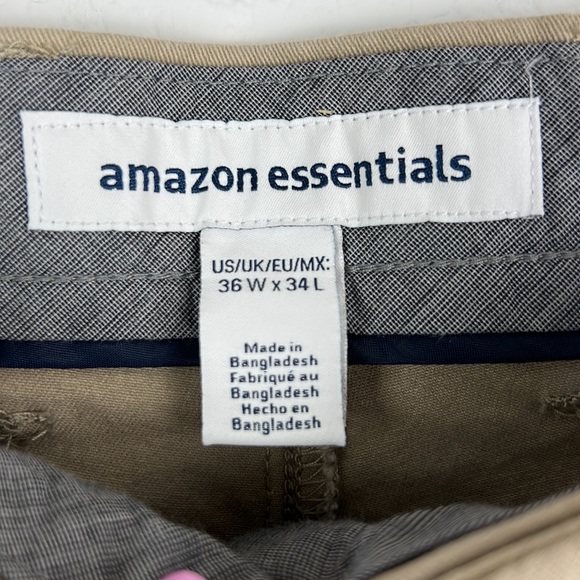 amazon essentials
US/UK/EU/MX:
36 W x 34 L
Made in
Bangladesh
Fabriqué au
Bangladesh
Hecho en
Bangladesh